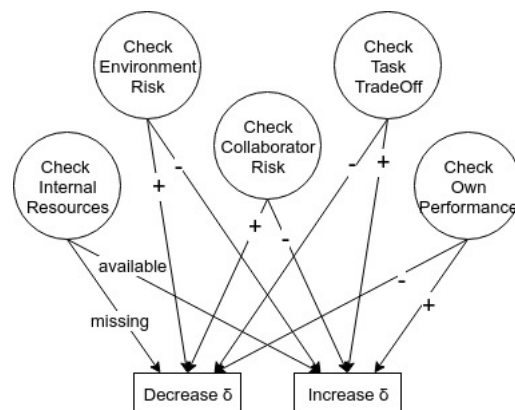 Check
Environment
Risk
Check
Task
TradeOff
Check
Collaborator
Risk
Check
Internal
Resources
Check
Own
Performance
+
-
-
+
+
-
available
-
missing
+
Decrease δ
Increase δ